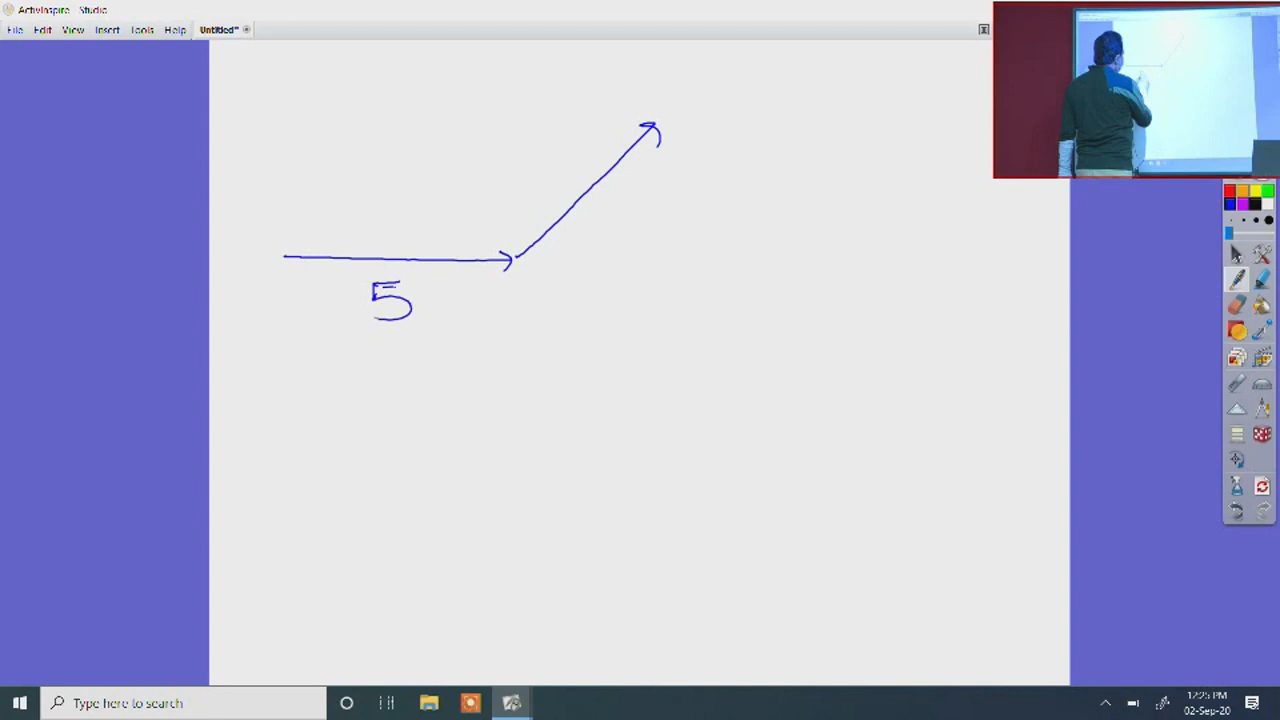 ActivInspire - Studio
File Edit View Insert Tools Help Untitled*
5
Type here to search
12:25 PM
02-Sep-20